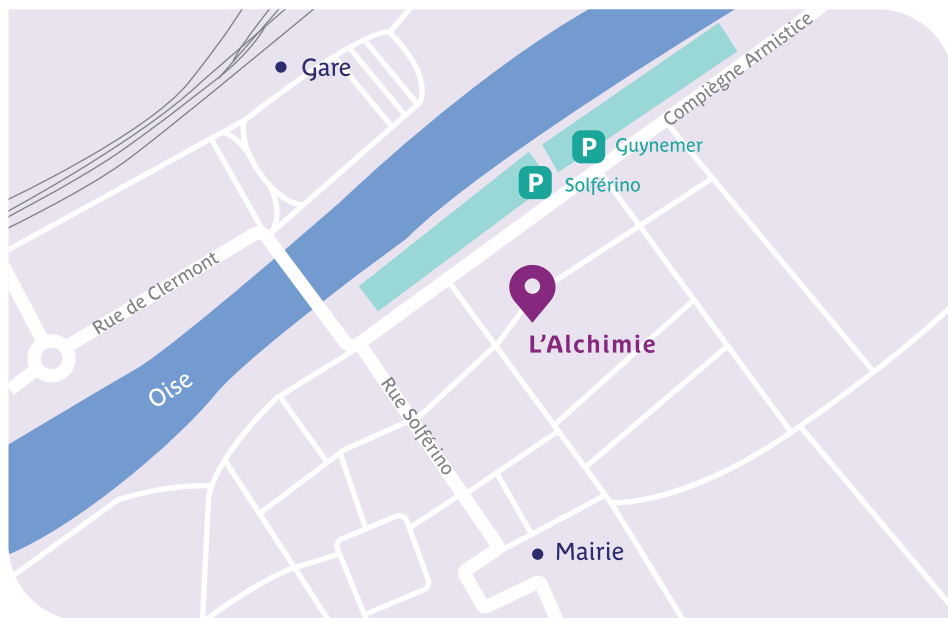 Gare
Compiègne Armistice
P Guynemer
P Solférino
Rue de Clermont
L'Alchimie
Oise
Rue Solférino
Mairie